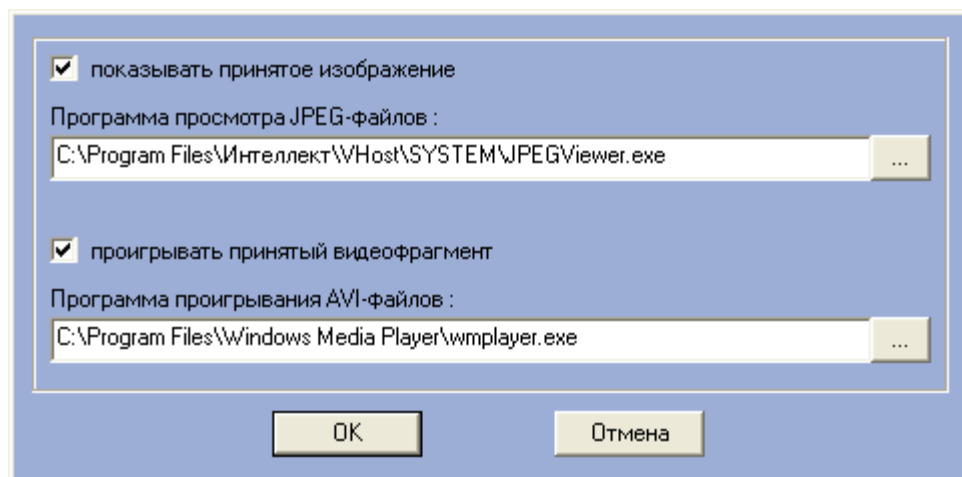 показывать принятое изображение
Программа просмотра JPEG-файлов :
C:\Program Files\Интеллект\VHost\SYSTEM\JPEGViewer.exe
...
проигрывать принятый видеофрагмент
Программа проигрывания AVI-файлов :
C:\Program Files\Windows Media Player\wmplayer.exe
...
OK
Отмена